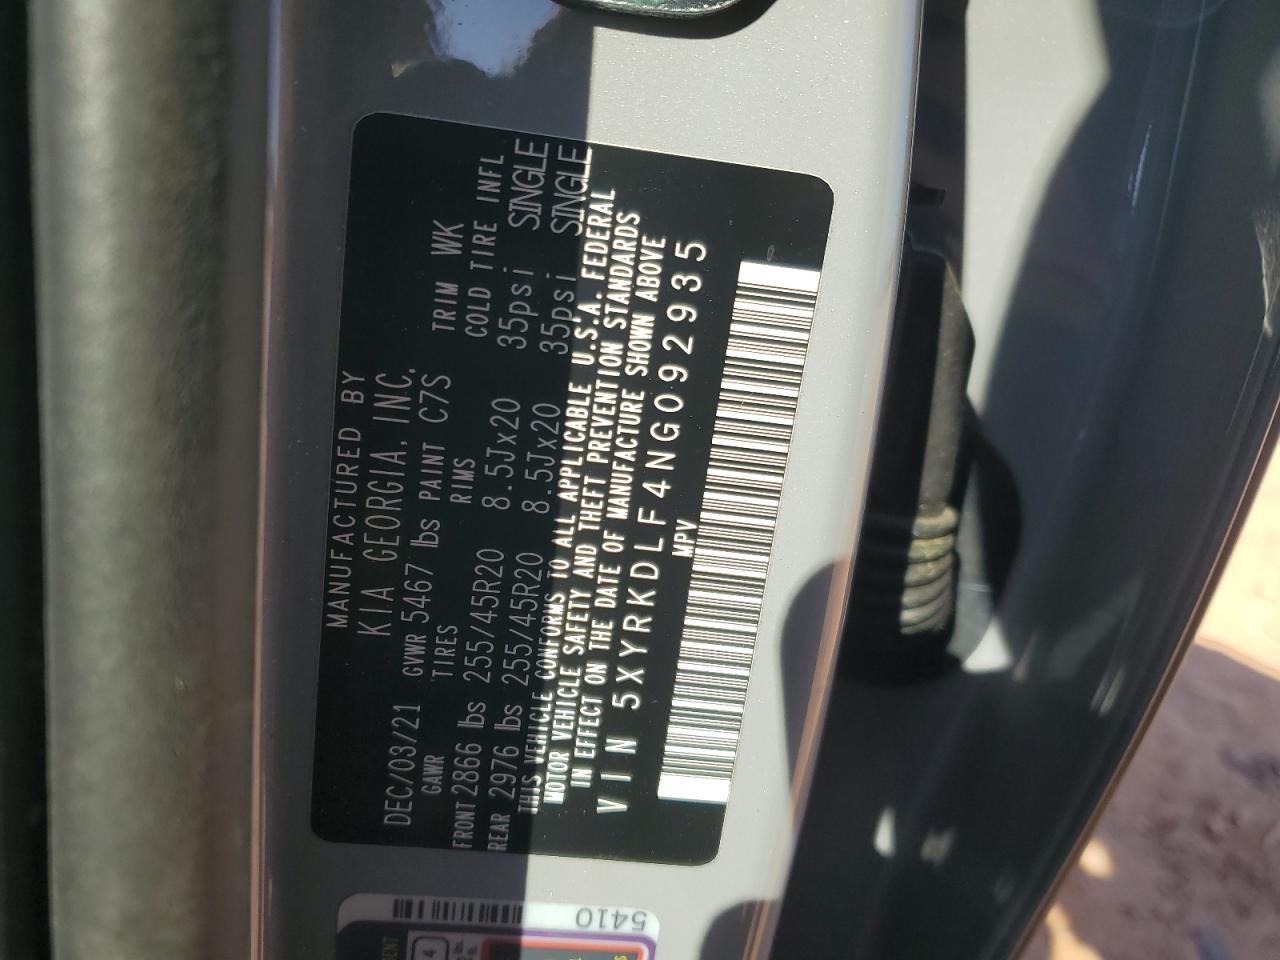 MANUFACTURED BY
KIA GEORGIA, INC.
DEC/03/21 GVWR 5467 lbs PAINT C7S TRIM WK
GAWR TIRES RIMS COLD TIRE INFL
FRONT 2866 lbs 255/45R20 8.5Jx20 35psi SINGLE
REAR 2976 lbs 255/45R20 8.5Jx20 35psi SINGLE
THIS VEHICLE CONFORMS TO ALL APPLICABLE U.S.A. FEDERAL
MOTOR VEHICLE SAFETY AND THEFT PREVENTION STANDARDS
IN EFFECT ON THE DATE OF MANUFACTURE SHOWN ABOVE
VIN 5XYRKDLF4NG092935
MPV
5410
4